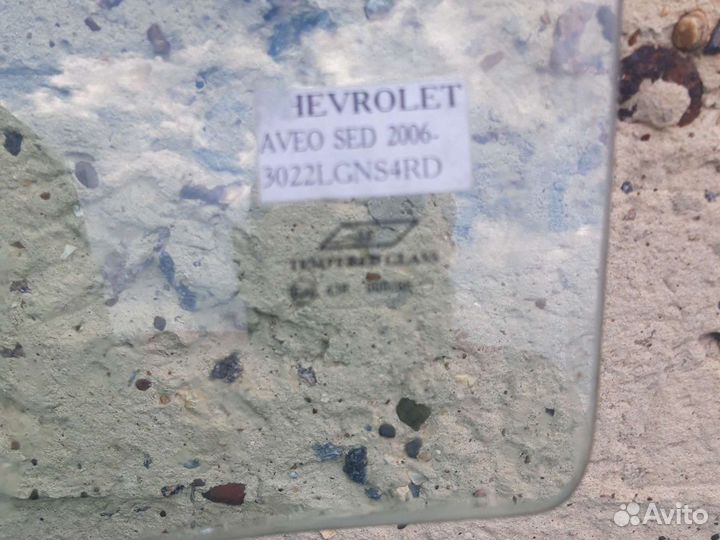 HEVROLET
AVEO SED 2006-
3022LGNS4RD
TEMPERED GLASS
Avito